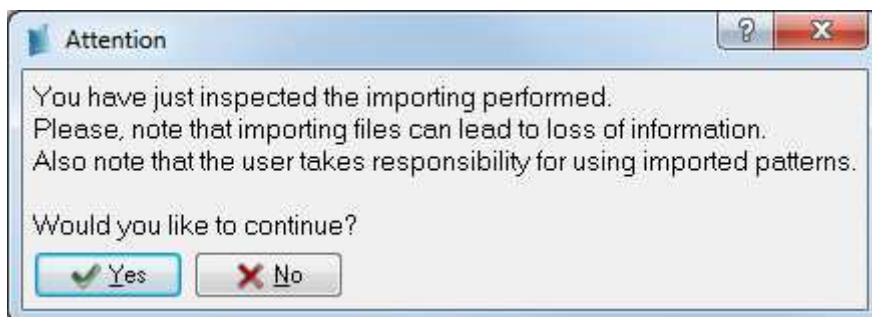 Attention
You have just inspected the importing performed.
Please, note that importing files can lead to loss of information.
Also note that the user takes responsibility for using imported patterns.
Would you like to continue?
Yes No